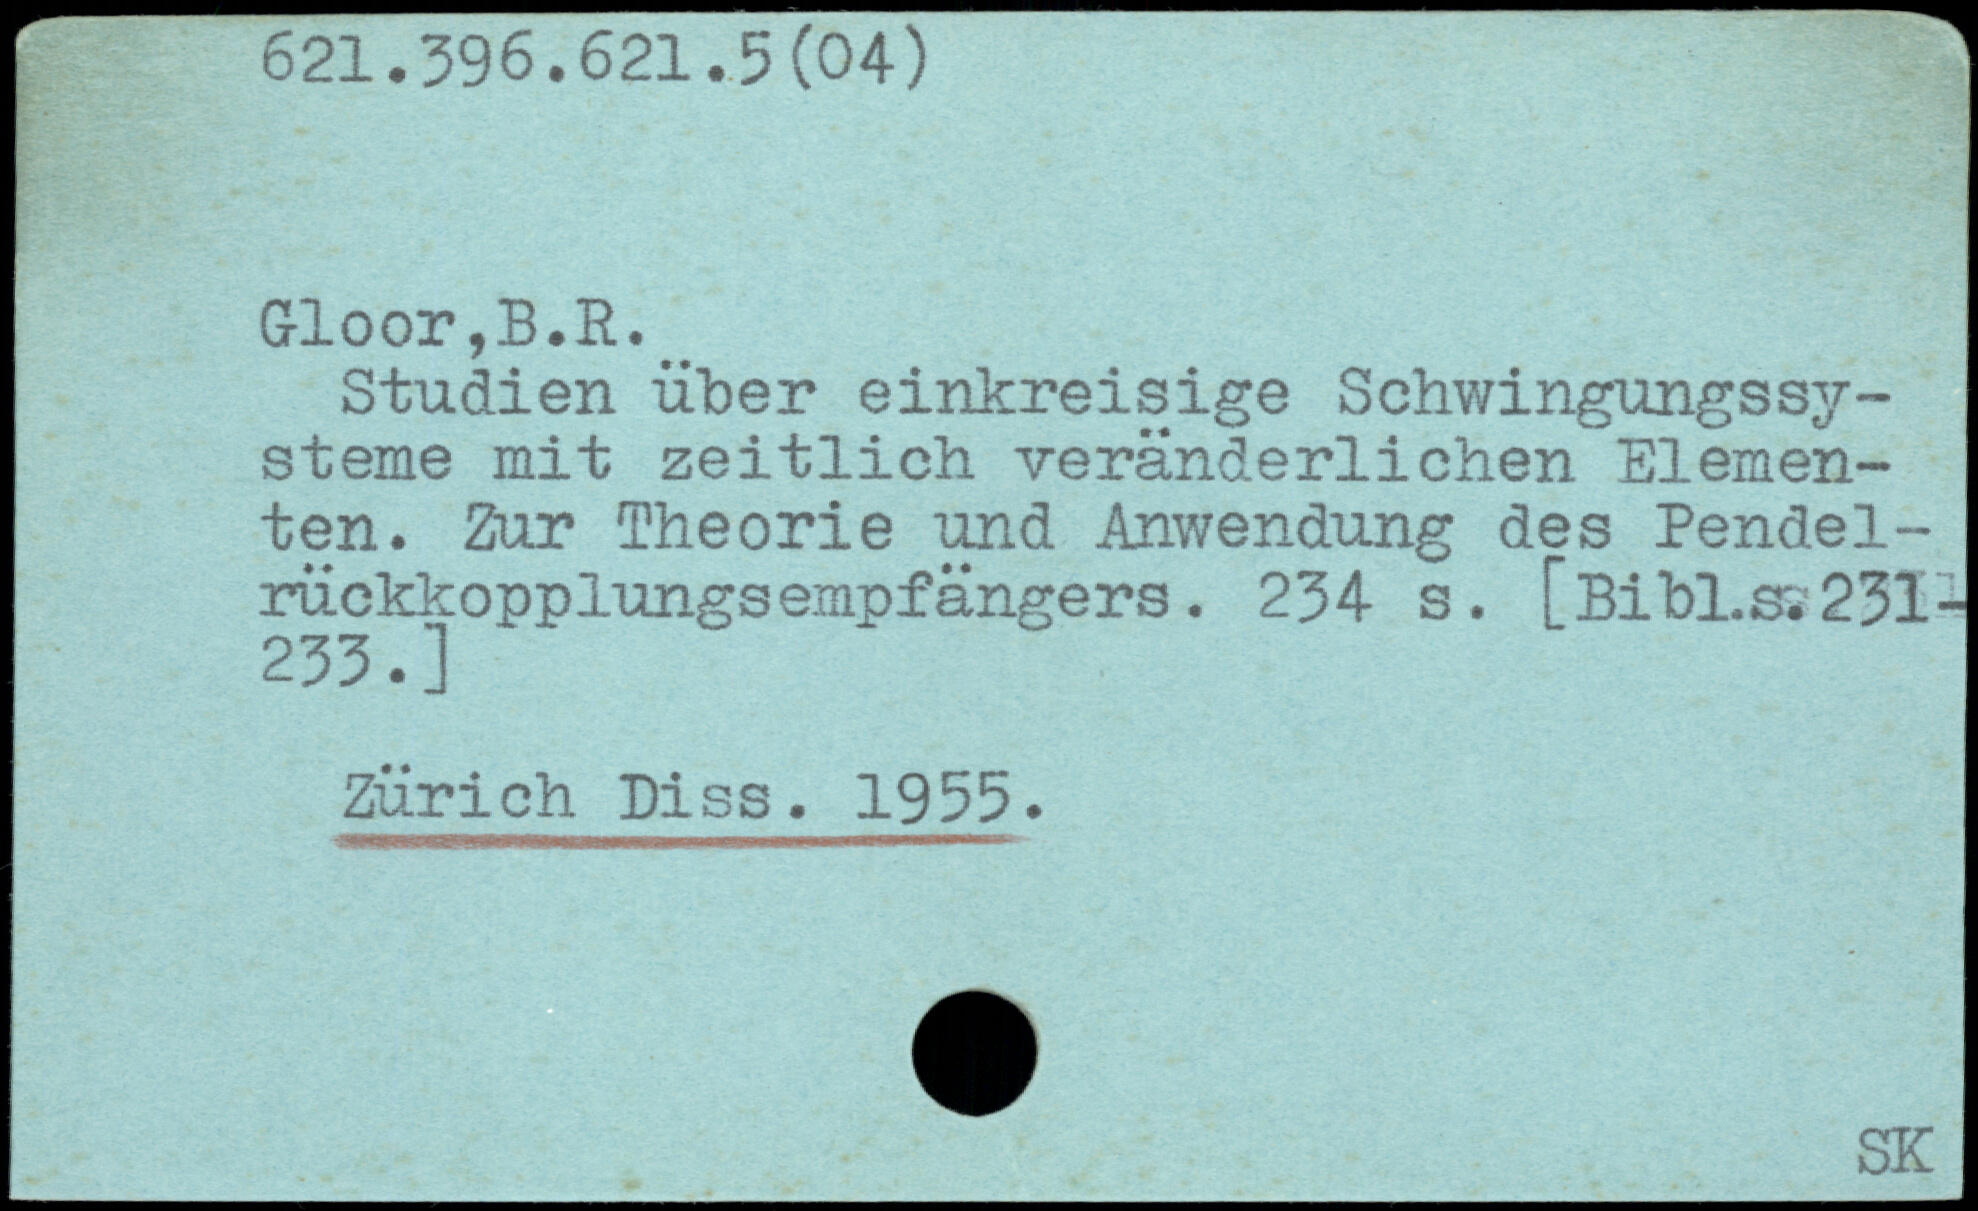 621.396.621.5(04)
Gloor,B.R.
Studien über einkreisige Schwingungssy-
steme mit zeitlich veränderlichen Elemen-
ten. Zur Theorie und Anwendung des Pendel-
rückkopplungsempfängers. 234 s. [Bibl.s.231-
233.]
Zürich Diss. 1955.
SK